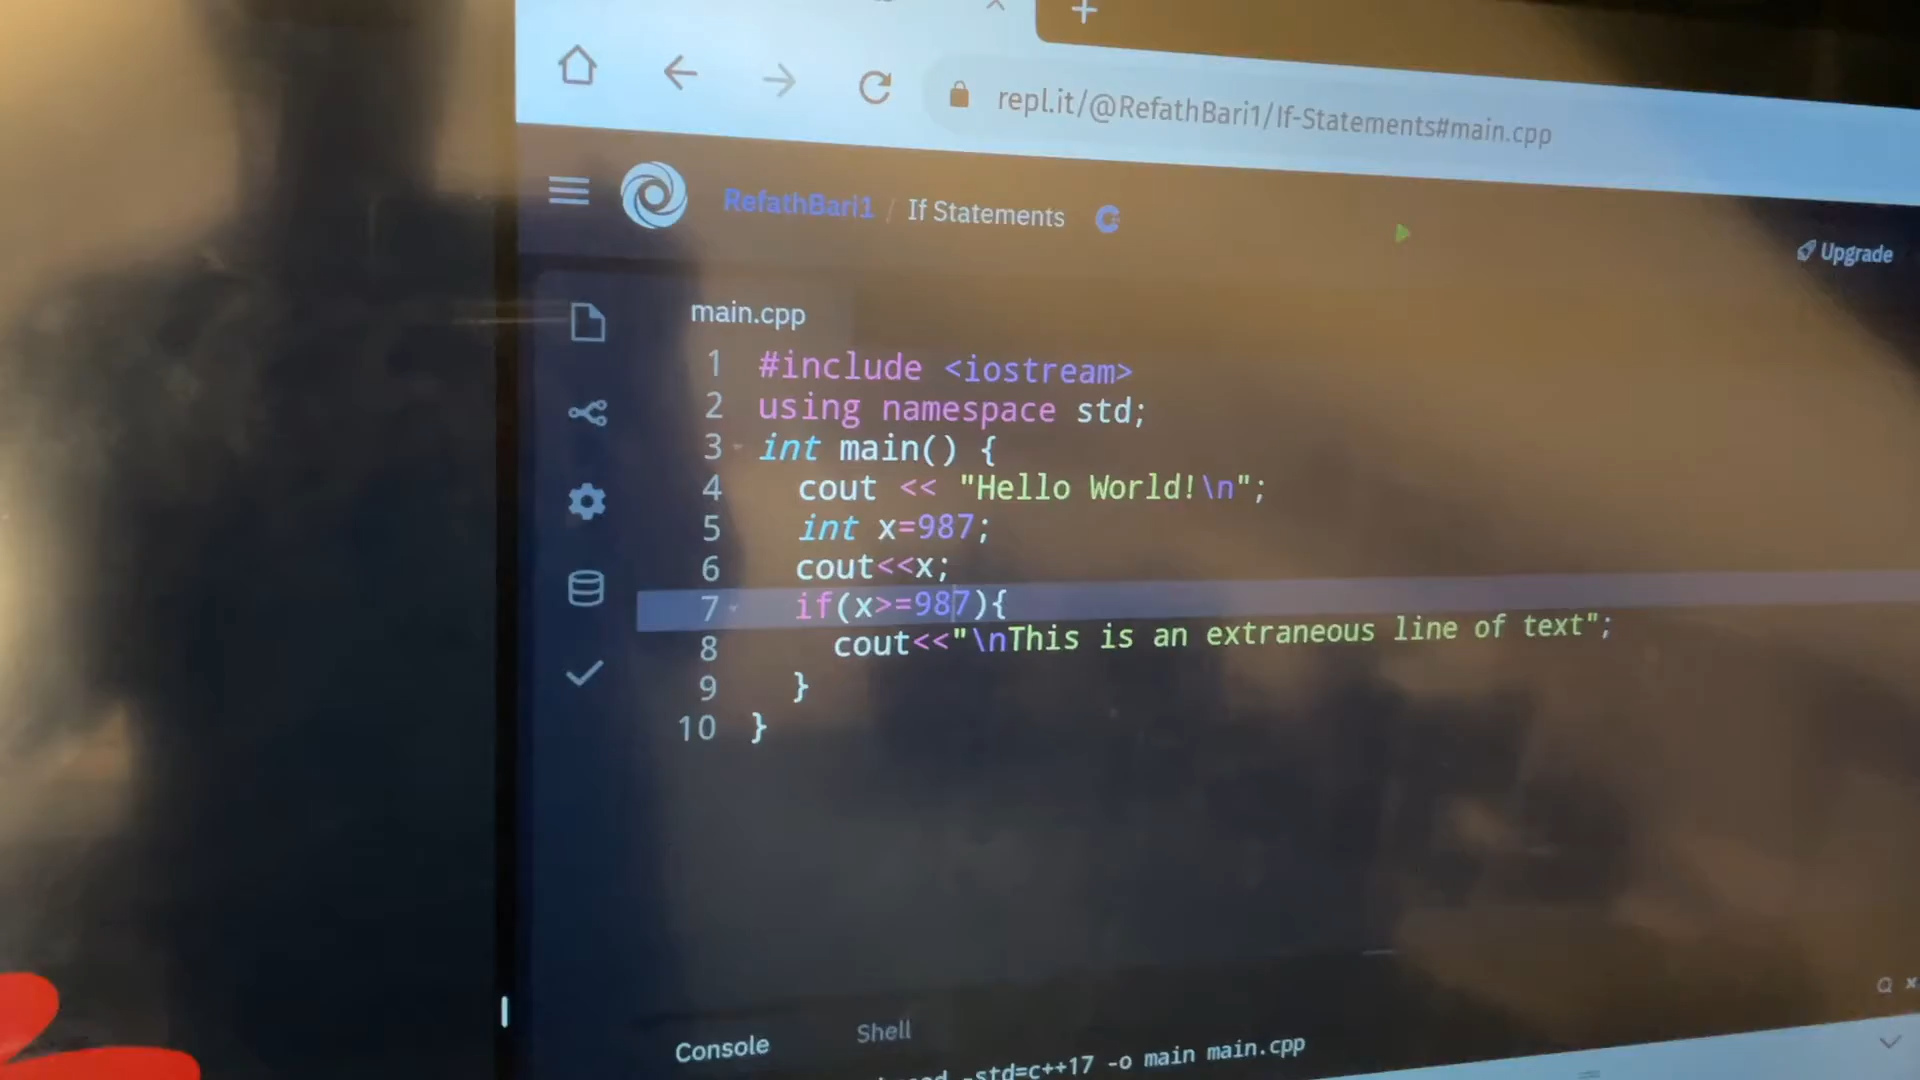 repl.it/@RefathBari1/If-Statements#main.cpp
RefathBari1 / If Statements
Upgrade
main.cpp
1 #include <iostream>
2 using namespace std;
3 int main() {
4 cout << "Hello World!\n";
5 int x=987;
6 cout<<x;
7 if(x>=987){
8 cout<<"\nThis is an extraneous line of text";
9 }
10 }
Console Shell
-std=c++17 -o main main.cpp